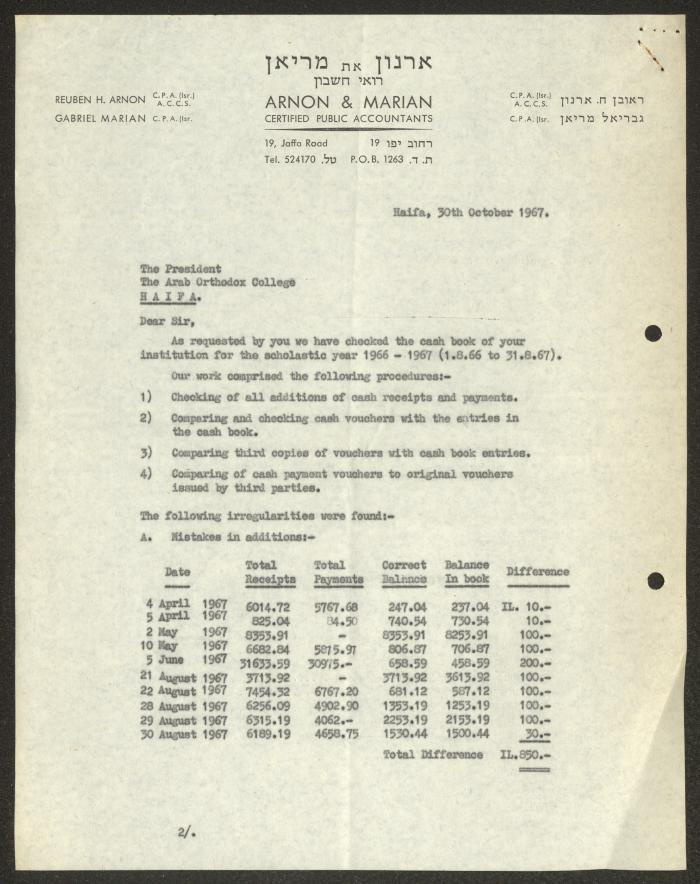 ארנון את מריאן
רואי חשבון
REUBEN H. ARNON C.P.A. (Isr.) A.C.C.S.
GABRIEL MARIAN C.P.A. (Isr.
ARNON & MARIAN
CERTIFIED PUBLIC ACCOUNTANTS
C.P.A. (Isr.) A.C.C.S. ראובן ח. ארנון
C.P.A. (Isr. גבריאל מריאן
19, Jaffa Road רחוב יפו 19
Tel. 524170 טל. P.O.B. 1263 ת. ד.
Haifa, 30th October 1967.
The President
The Arab Orthodox College
H A I F A.
Dear Sir,
As requested by you we have checked the cash book of your
institution for the scholastic year 1966 - 1967 (1.8.66 to 31.8.67).
Our work comprised the following procedures:-
1) Checking of all additions of cash receipts and payments.
2) Comparing and checking cash vouchers with the entries in
the cash book.
3) Comparing third copies of vouchers with cash book entries.
4) Comparing of cash payment vouchers to original vouchers
issued by third parties.
The following irregularities were found:-
A. Mistakes in additions:-
Date Total Receipts Total Payments Correct Balance Balance In book Difference
4 April 1967 6014.72 5767.68 247.04 237.04 IL. 10.-
5 April 1967 825.04 84.50 740.54 730.54 10.-
2 May 1967 8353.91 - 8353.91 8253.91 100.-
10 May 1967 6682.84 5875.97 806.87 706.87 100.-
5 June 1967 31633.59 30975.- 658.59 458.59 200.-
21 August 1967 3713.92 - 3713.92 3613.92 100.-
22 August 1967 7454.32 6767.20 681.12 587.12 100.-
28 August 1967 6256.09 4902.90 1353.19 1253.19 100.-
29 August 1967 6315.19 4062.- 2253.19 2153.19 100.-
30 August 1967 6189.19 4658.75 1530.44 1500.44 30.-
Total Difference IL.850.-
2/.